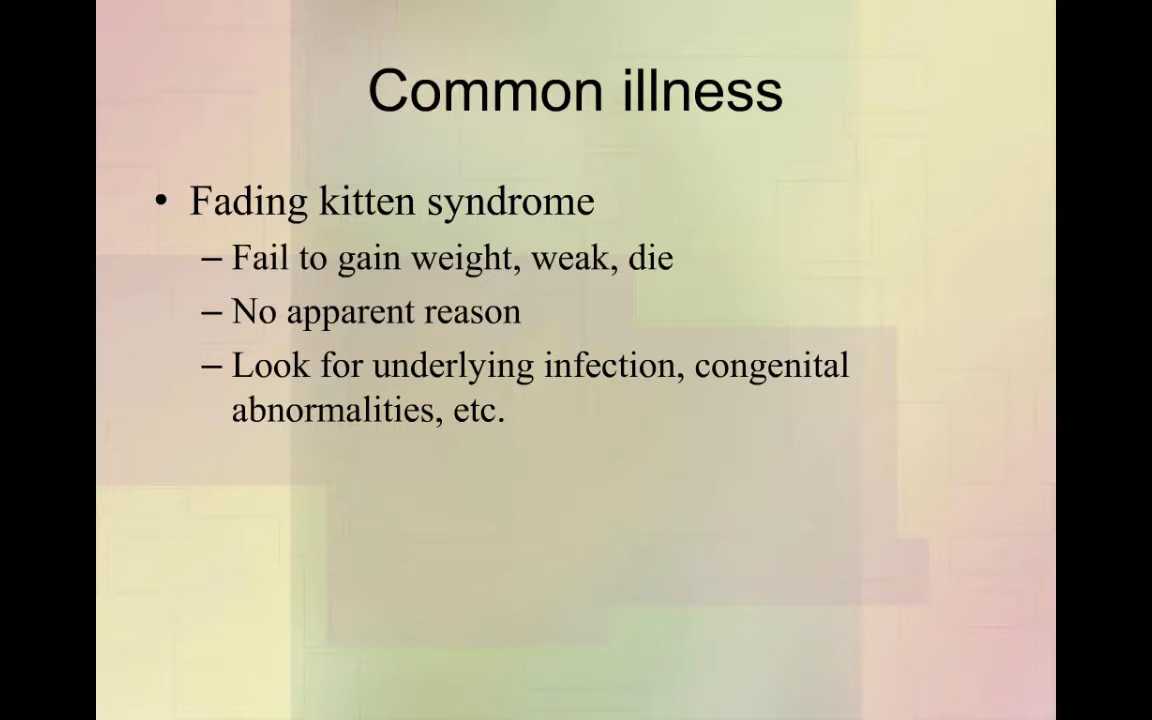 Common illness
• Fading kitten syndrome
– Fail to gain weight, weak, die
– No apparent reason
– Look for underlying infection, congenital
abnormalities, etc.